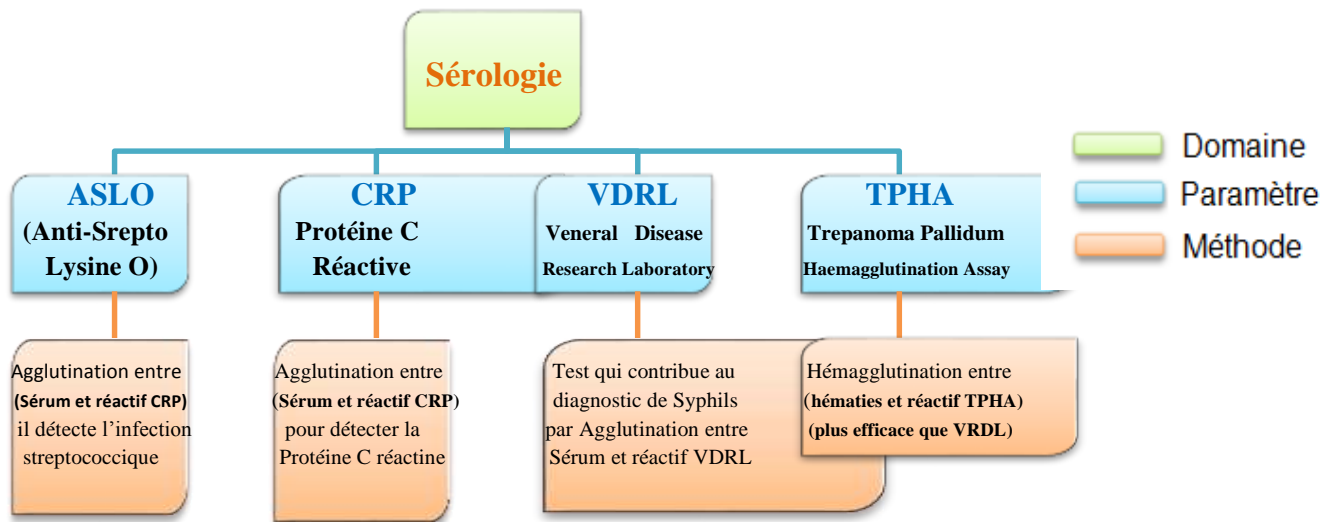 Sérologie
Domaine
Paramètre
Méthode
ASLO
(Anti-Srepto
Lysine O)
CRP
Protéine C
Réactive
VDRL
Veneral Disease
Research Laboratory
TPHA
Trepanoma Pallidum
Haemagglutination Assay
Agglutination entre
(Sérum et réactif CRP)
il détecte l’infection
streptococcique
Agglutination entre
(Sérum et réactif CRP)
pour détecter la
Protéine C réactine
Test qui contribue au
diagnostic de Syphils
par Agglutination entre
Sérum et réactif VDRL
Hémagglutination entre
(hématies et réactif TPHA)
(plus efficace que VRDL)